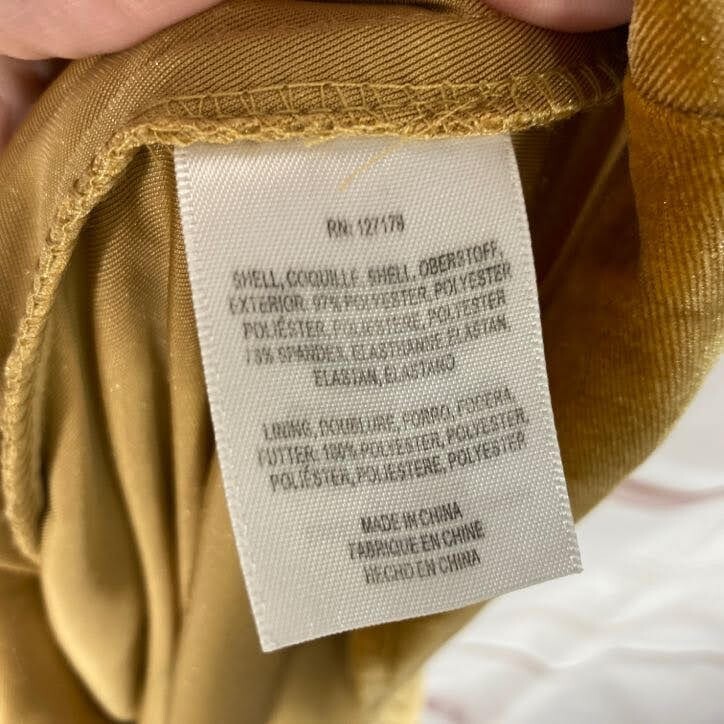 RN: 127179
SHELL, COQUILLE, SHELL, OBERSTOFF,
EXTERIOR. 97% POLYESTER, POLYESTER
POLIÉSTER, POLIESTERE, POLYESTER
/ 3% SPANDEX, ELASTHANNE ELASTAN,
ELASTAN, ELASTANO
LINING, DOUBLURE, FORRO, FODERA,
FUTTER: 100% POLYESTER, POLYESTER,
POLIÉSTER, POLIESTERE, POLYESTER
MADE IN CHINA
FABRIQUE EN CHINE
HECHO EN CHINA